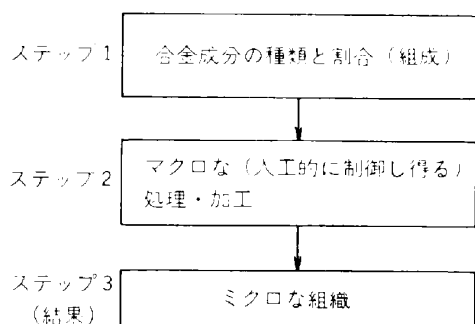 ステップ1
合金成分の種類と割合(組成)
ステップ2
マクロな(人工的に制御し得る)
処理・加工
ステップ3
(結果)
ミクロな組織